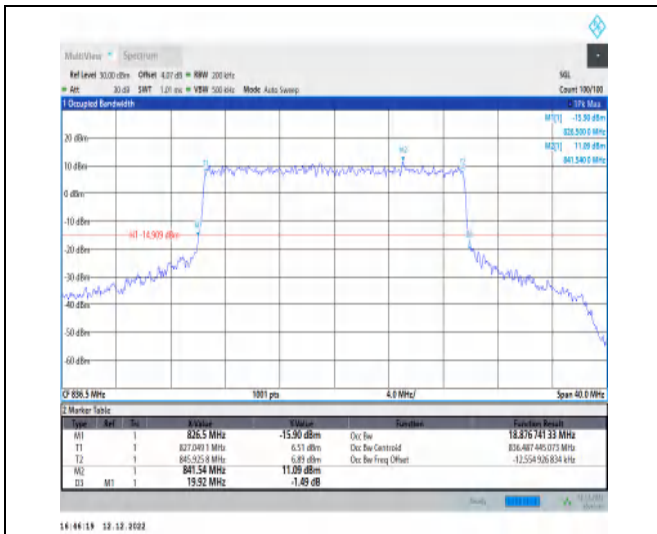 MultiView Spectrum
Ref Level 30.00 dBm Offset 4.07 dB RBW 200 kHz SGL
Att 30 dB SWT 1.01 ms VBW 500 kHz Mode Auto Sweep Count 100/100
1 Occupied Bandwidth 1Pk Max
M1[1] -15.90 dBm
826.500 0 MHz
M2[1] 11.09 dBm
841.540 0 MHz
20 dBm
M2
T1 T2
10 dBm
0 dBm
-10 dBm
M1
H1 -14.909 dBm
-20 dBm
-30 dBm
-40 dBm
-50 dBm
-60 dBm
CF 836.5 MHz 1001 pts 4.0 MHz/ Span 40.0 MHz
2 Marker Table
Type Ref Trc X-Value Y-Value Function Function Result
M1 1 826.5 MHz -15.90 dBm Occ Bw 18.876 741 33 MHz
T1 1 827.049 1 MHz 6.51 dBm Occ Bw Centroid 836.487 445 073 MHz
T2 1 845.925 8 MHz 6.89 dBm Occ Bw Freq Offset -12.554 926 834 kHz
M2 1 841.54 MHz 11.09 dBm
D3 M1 1 19.92 MHz -1.49 dB
Ready
16:46:19 12.12.2022